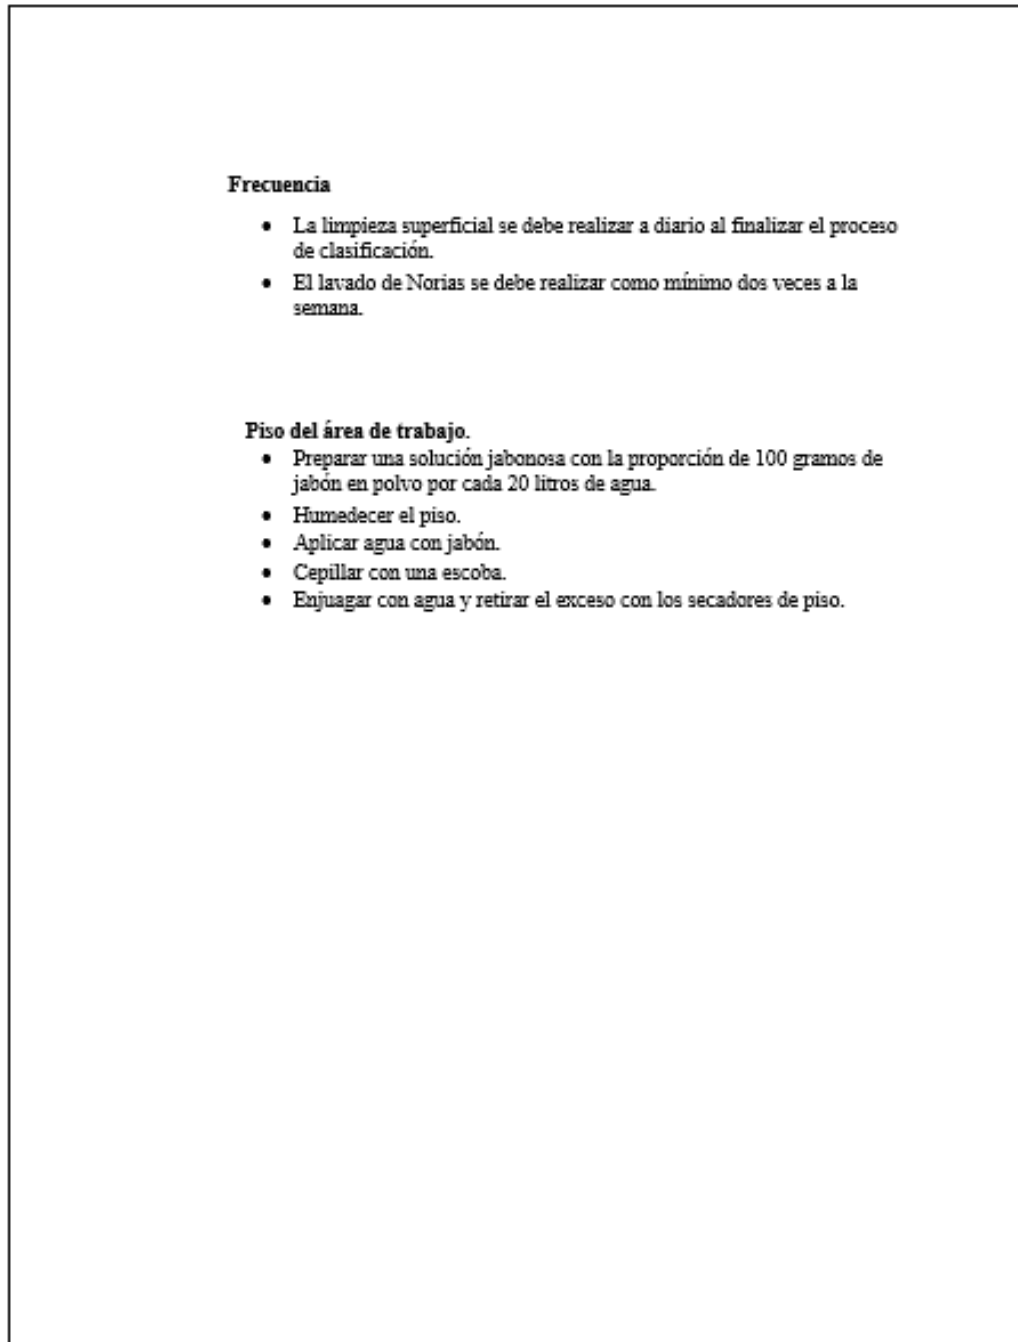 Frecuencia
• La limpieza superficial se debe realizar a diario al finalizar el proceso
de clasificación.
• El lavado de Norias se debe realizar como mínimo dos veces a la
semana.
Piso del área de trabajo.
• Preparar una solución jabonosa con la proporción de 100 gramos de
jabón en polvo por cada 20 litros de agua.
• Humedecer el piso.
• Aplicar agua con jabón.
• Cepillar con una escoba.
• Enjuagar con agua y retirar el exceso con los secadores de piso.